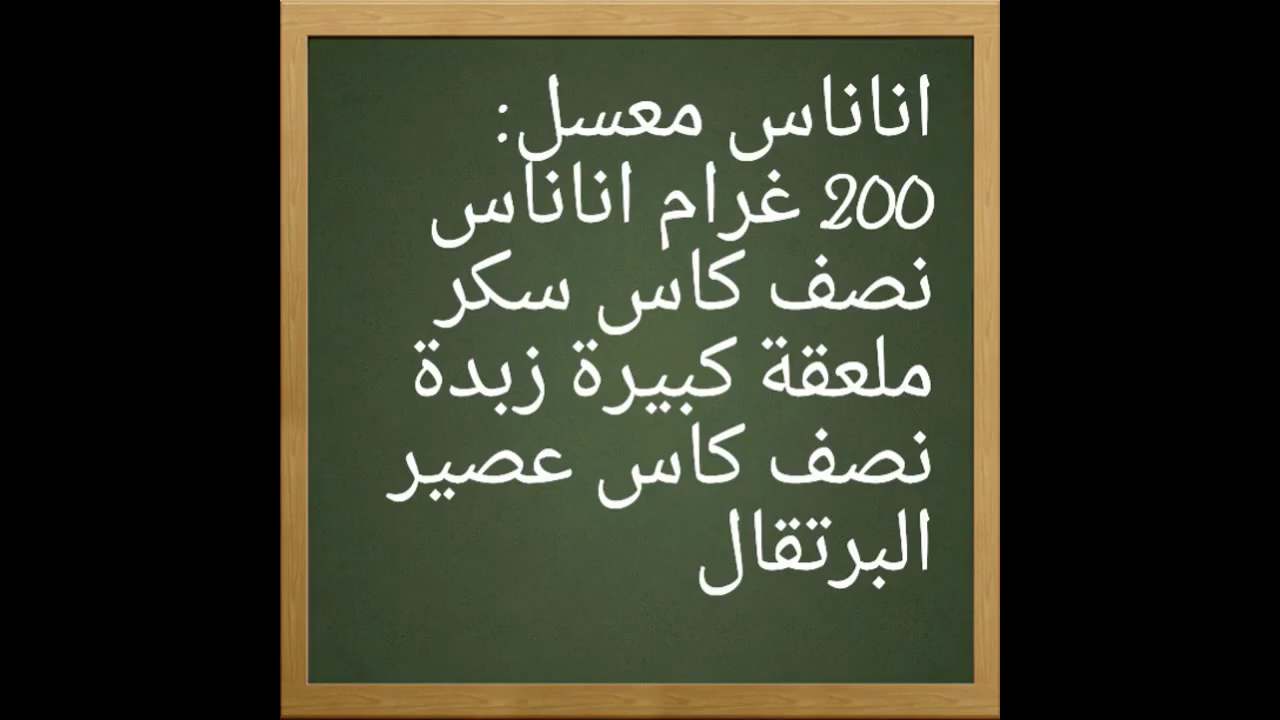 اناناس معسل:
200 غرام اناناس
نصف كاس سكر
ملعقة كبيرة زبدة
نصف كاس عصير
البرتقال